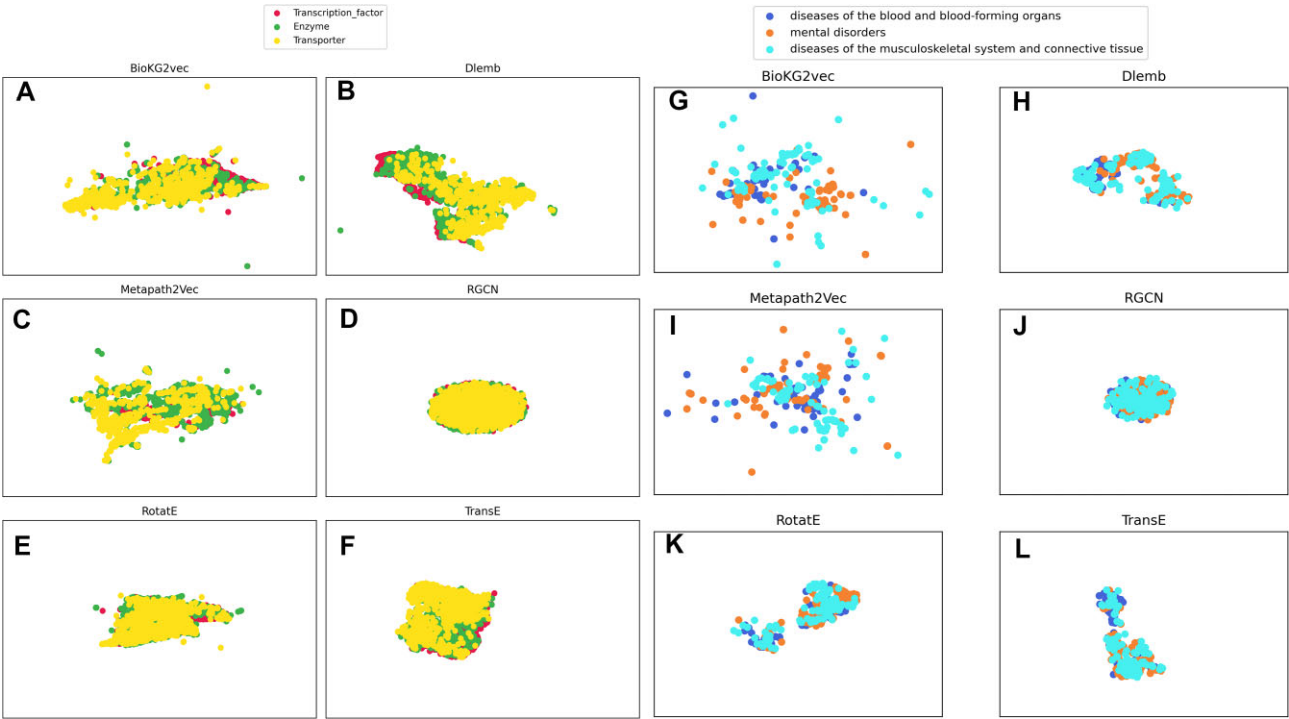 Transcription_factor
Enzyme
Transporter
diseases of the blood and blood-forming organs
mental disorders
diseases of the musculoskeletal system and connective tissue
BioKG2vec
A
Dlemb
B
BioKG2vec
G
Dlemb
H
Metapath2Vec
C
RGCN
D
Metapath2Vec
I
RGCN
J
RotatE
E
TransE
F
RotatE
K
TransE
L